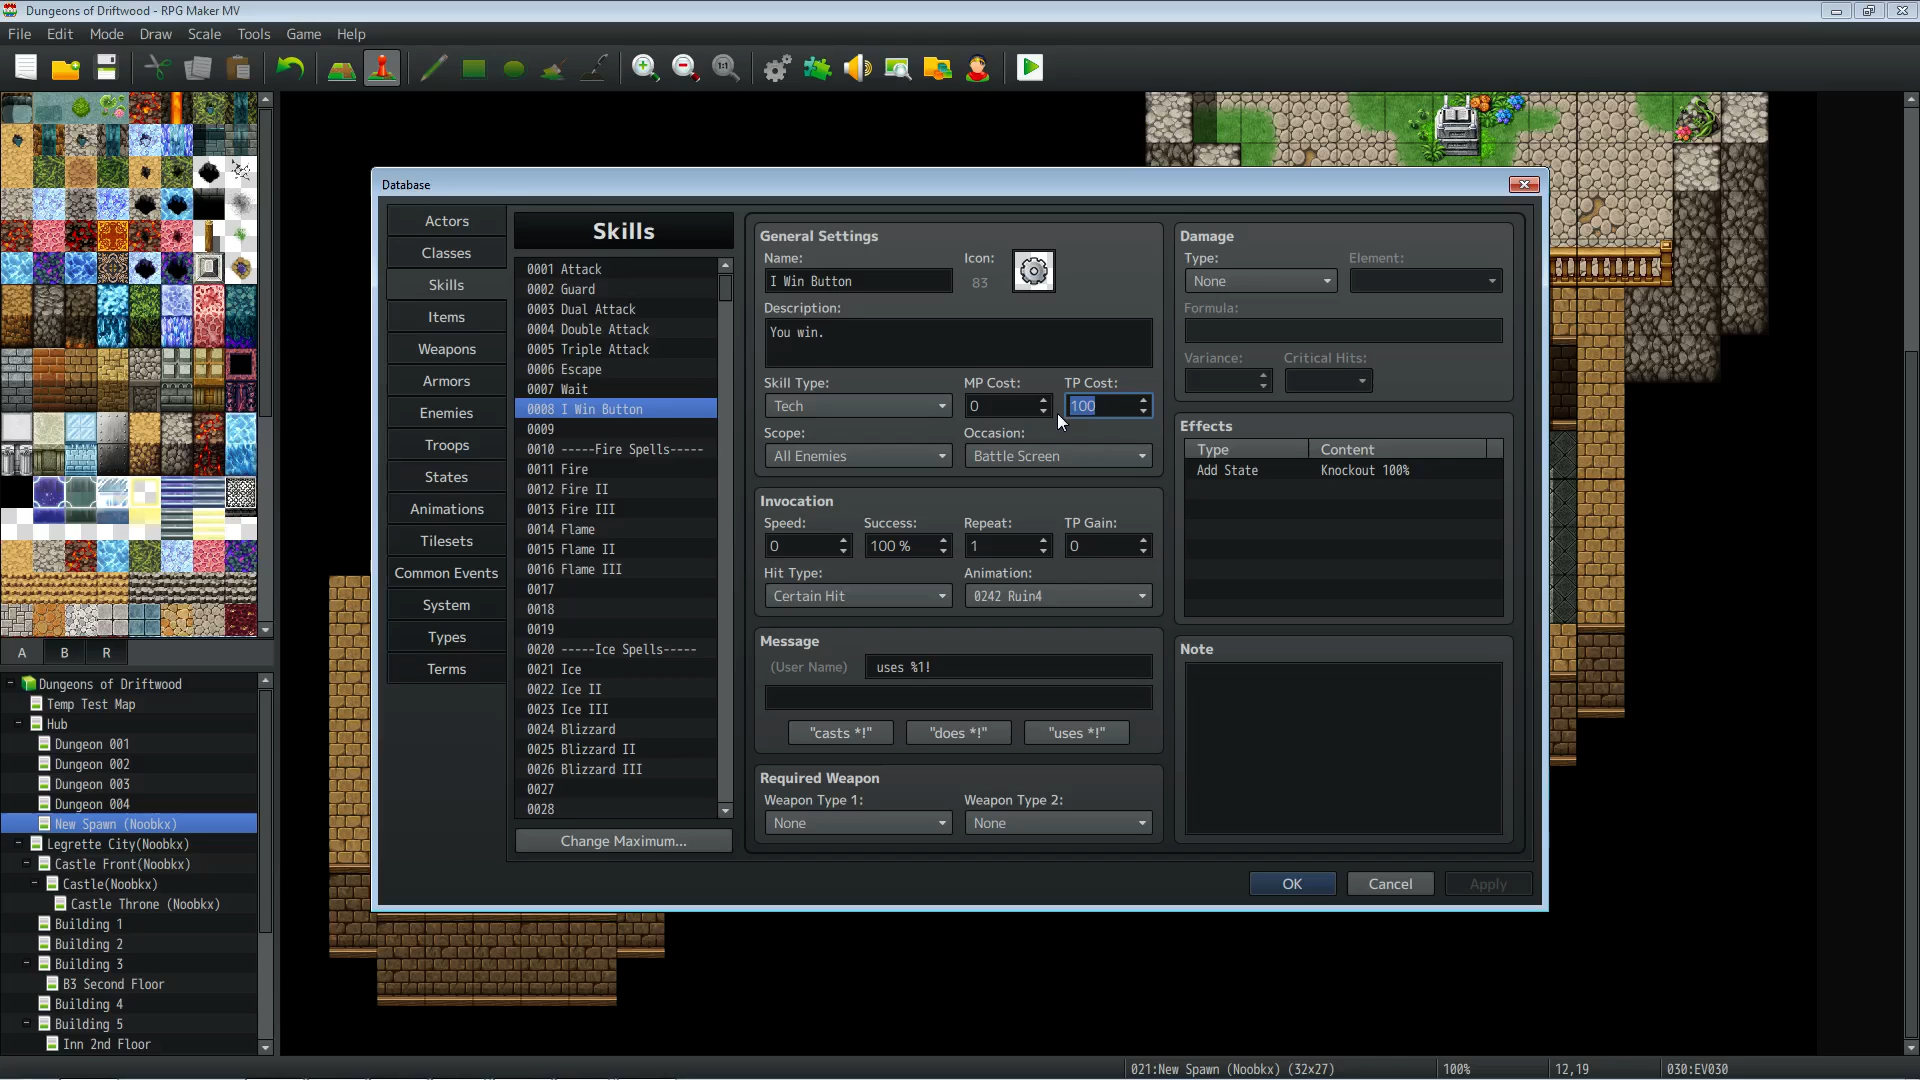 Dungeons of Driftwood - RPG Maker MV
File Edit Mode Draw Scale Tools Game Help
1:1
Database
Actors
Classes
Skills
Items
Weapons
Armors
Enemies
Troops
States
Animations
Tilesets
Common Events
System
Types
Terms
Skills
0001 Attack
0002 Guard
0003 Dual Attack
0004 Double Attack
0005 Triple Attack
0006 Escape
0007 Wait
0008 I Win Button
0009
0010 -----Fire Spells-----
0011 Fire
0012 Fire II
0013 Fire III
0014 Flame
0015 Flame II
0016 Flame III
0017
0018
0019
0020 -----Ice Spells-----
0021 Ice
0022 Ice II
0023 Ice III
0024 Blizzard
0025 Blizzard II
0026 Blizzard III
0027
0028
Change Maximum...
General Settings
Name: Icon:
I Win Button 83
Description:
You win.
Skill Type: MP Cost: TP Cost:
Tech 0 100
Scope: Occasion:
All Enemies Battle Screen
Invocation
Speed: Success: Repeat: TP Gain:
0 100 % 1 0
Hit Type: Animation:
Certain Hit 0242 Ruin4
Message
(User Name) uses %1!
"casts *!" "does *!" "uses *!"
Required Weapon
Weapon Type 1: Weapon Type 2:
None None
Damage
Type: Element:
None
Formula:
Variance: Critical Hits:
Effects
Type Content
Add State Knockout 100%
Note
OK Cancel Apply
A B R
Dungeons of Driftwood
Temp Test Map
Hub
Dungeon 001
Dungeon 002
Dungeon 003
Dungeon 004
New Spawn (Noobkx)
Legrette City(Noobkx)
Castle Front(Noobkx)
Castle(Noobkx)
Castle Throne (Noobkx)
Building 1
Building 2
Building 3
B3 Second Floor
Building 4
Building 5
Inn 2nd Floor
021:New Spawn (Noobkx) (32x27) 100% 12,19 030:EV030